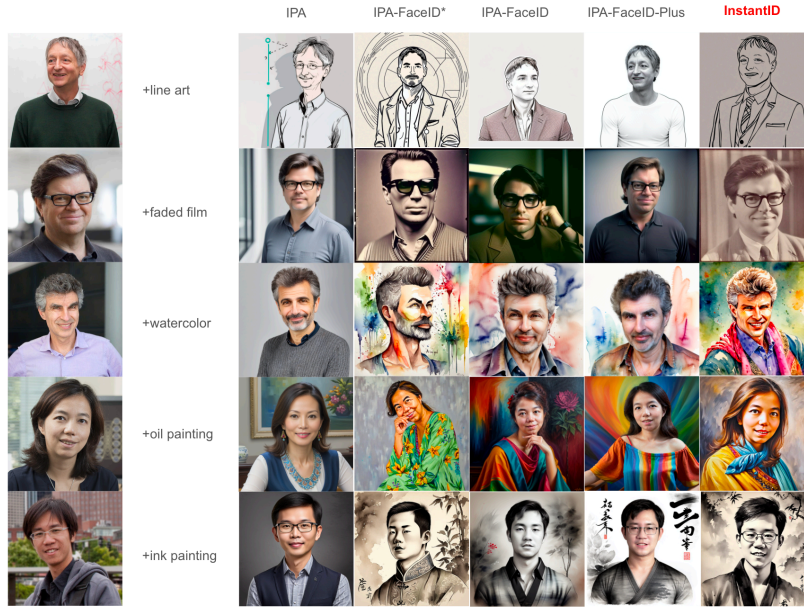 IPA IPA-FaceID* IPA-FaceID IPA-FaceID-Plus InstantID
+line art
+faded film
+watercolor
+oil painting
+ink painting